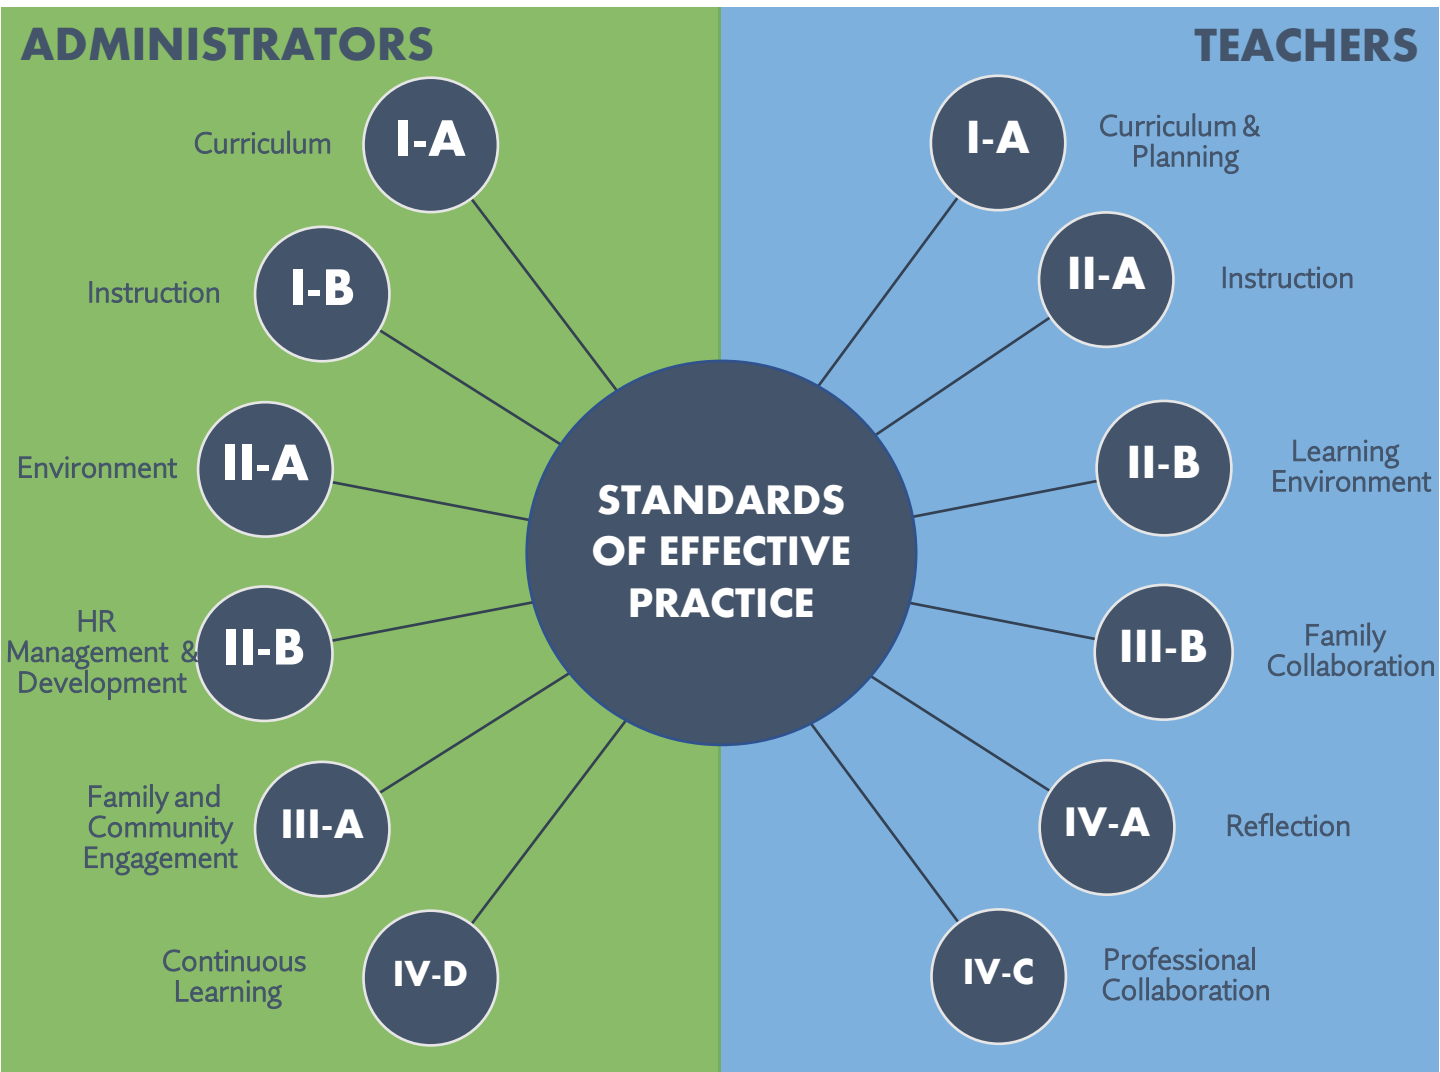 ADMINISTRATORS
I-A
Curriculum
I-B
Instruction
II-A
Environment
II-B
HR
Management &
Development
III-A
Family and
Community
Engagement
IV-D
Continuous
Learning
STANDARDS
OF EFFECTIVE
PRACTICE
TEACHERS
I-A
Curriculum &
Planning
II-A
Instruction
II-B
Learning
Environment
III-B
Family
Collaboration
IV-A
Reflection
IV-C
Professional
Collaboration